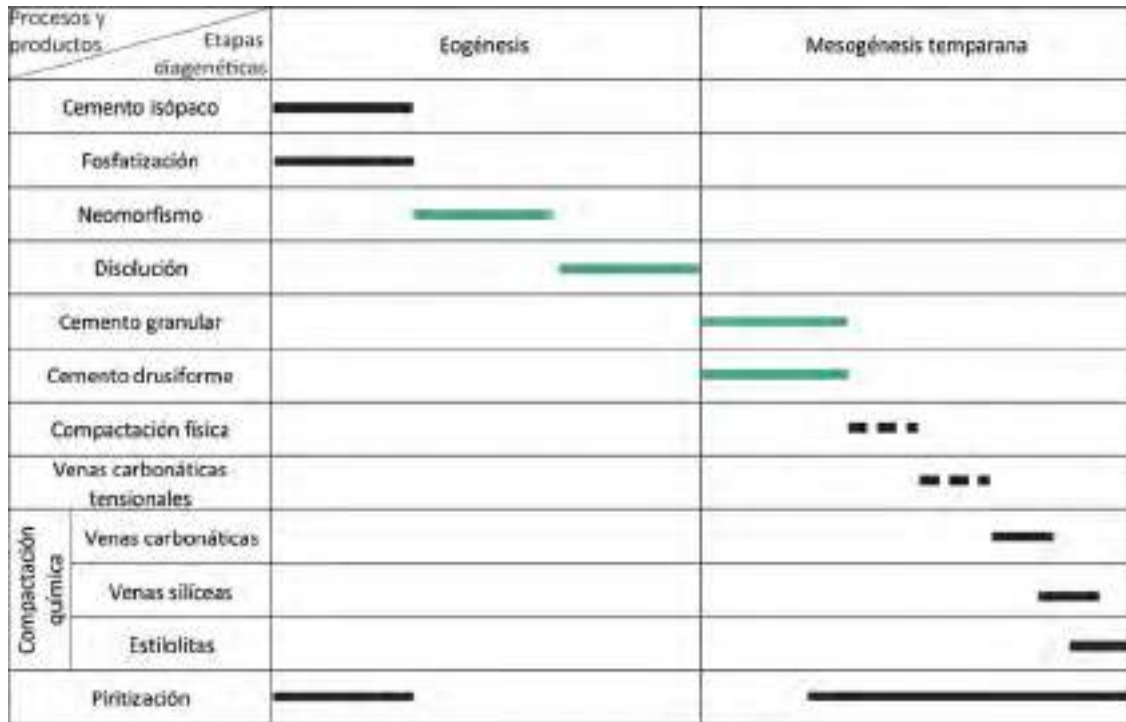 Procesos y
productos
Etapas
diagenéticas
Eogénesis
Mesogénesis temparana
Cemento isópaco
Fosfatización
Neomorfismo
Disolución
Cemento granular
Cemento drusiforme
Compactación física
Venas carbonáticas
tensionales
Compactación
química
Venas carbonáticas
Venas silíceas
Estilolitas
Piritización